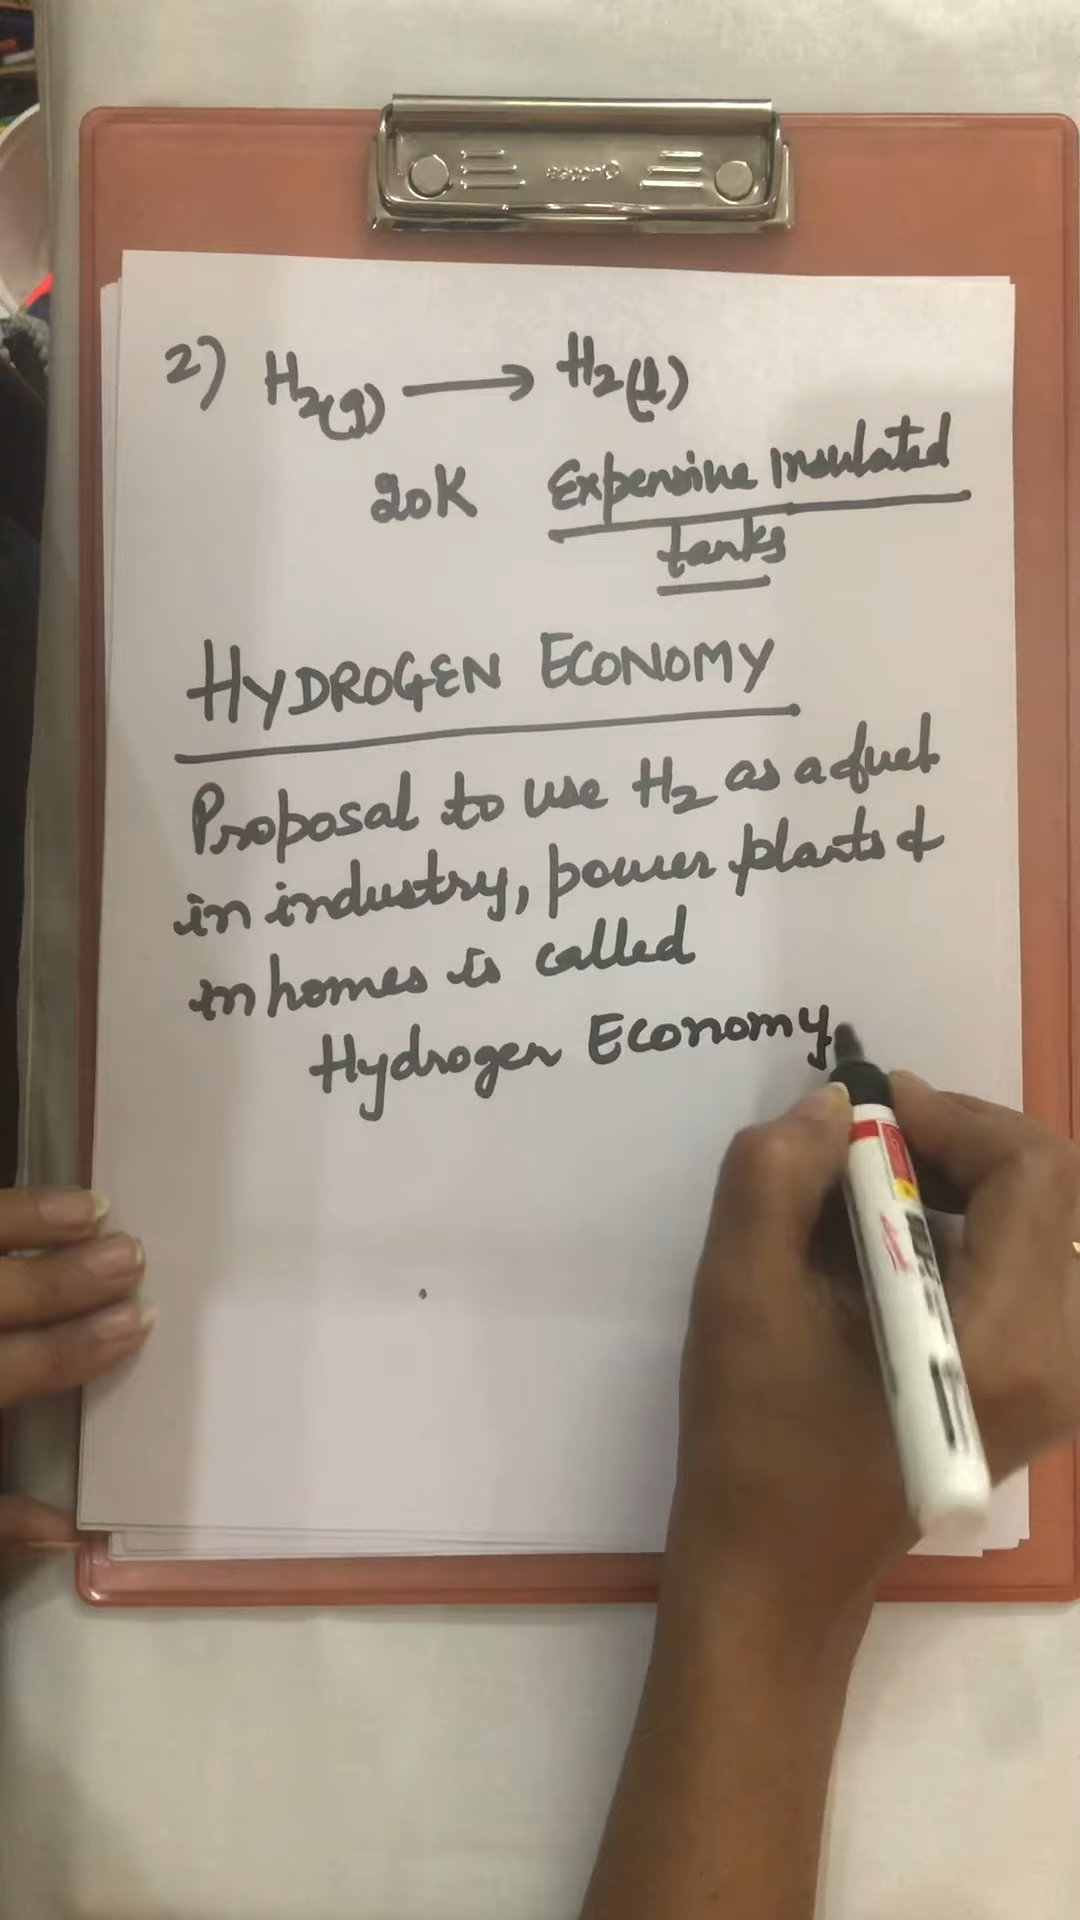 2) H2(g) → H2(l)
20K Expensive Insulated
tanks
HYDROGEN ECONOMY
Proposal to use H2 as a fuel
in industry, power plants &
in homes is called
Hydrogen Economy